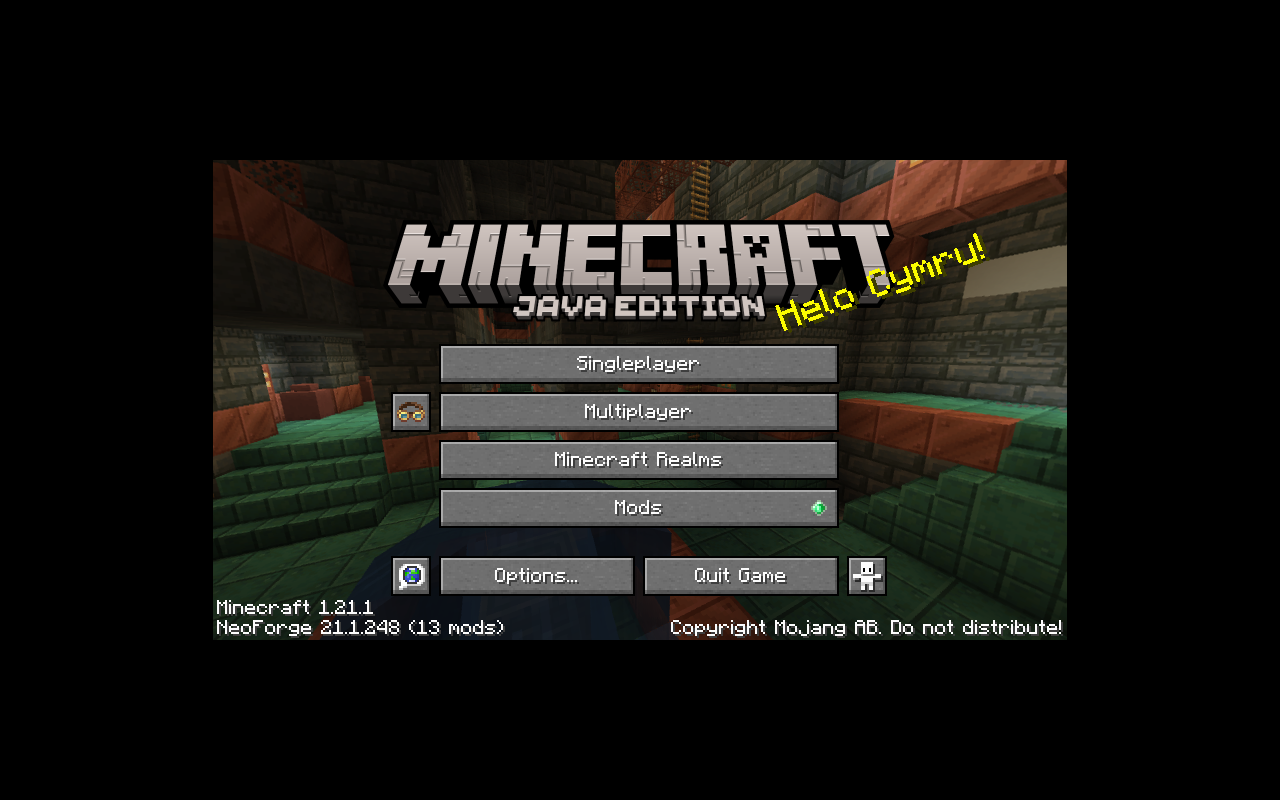 MINECRAFT
JAVA EDITION
Helo Cymru!
Singleplayer
Multiplayer
Minecraft Realms
Mods
Options...
Quit Game
Minecraft 1.21.1
NeoForge 21.1.248 (13 mods)
Copyright Mojang AB. Do not distribute!